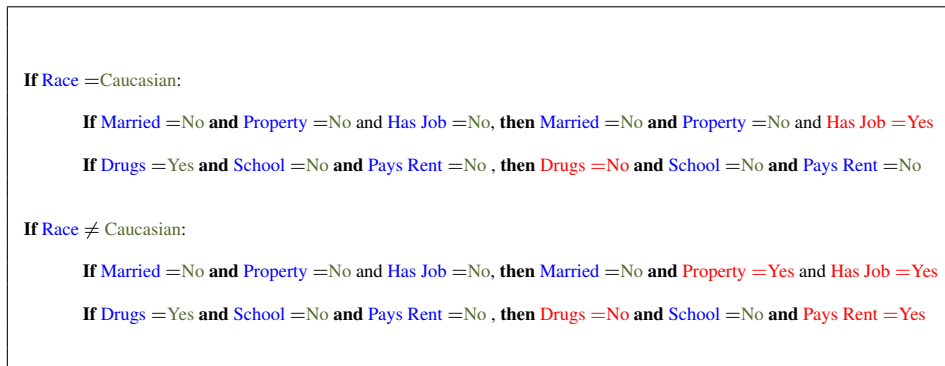 If Race =Caucasian:
If Married =No and Property =No and Has Job =No, then Married =No and Property =No and Has Job =Yes
If Drugs =Yes and School =No and Pays Rent =No , then Drugs =No and School =No and Pays Rent =No
If Race ≠ Caucasian:
If Married =No and Property =No and Has Job =No, then Married =No and Property =Yes and Has Job =Yes
If Drugs =Yes and School =No and Pays Rent =No , then Drugs =No and School =No and Pays Rent =Yes